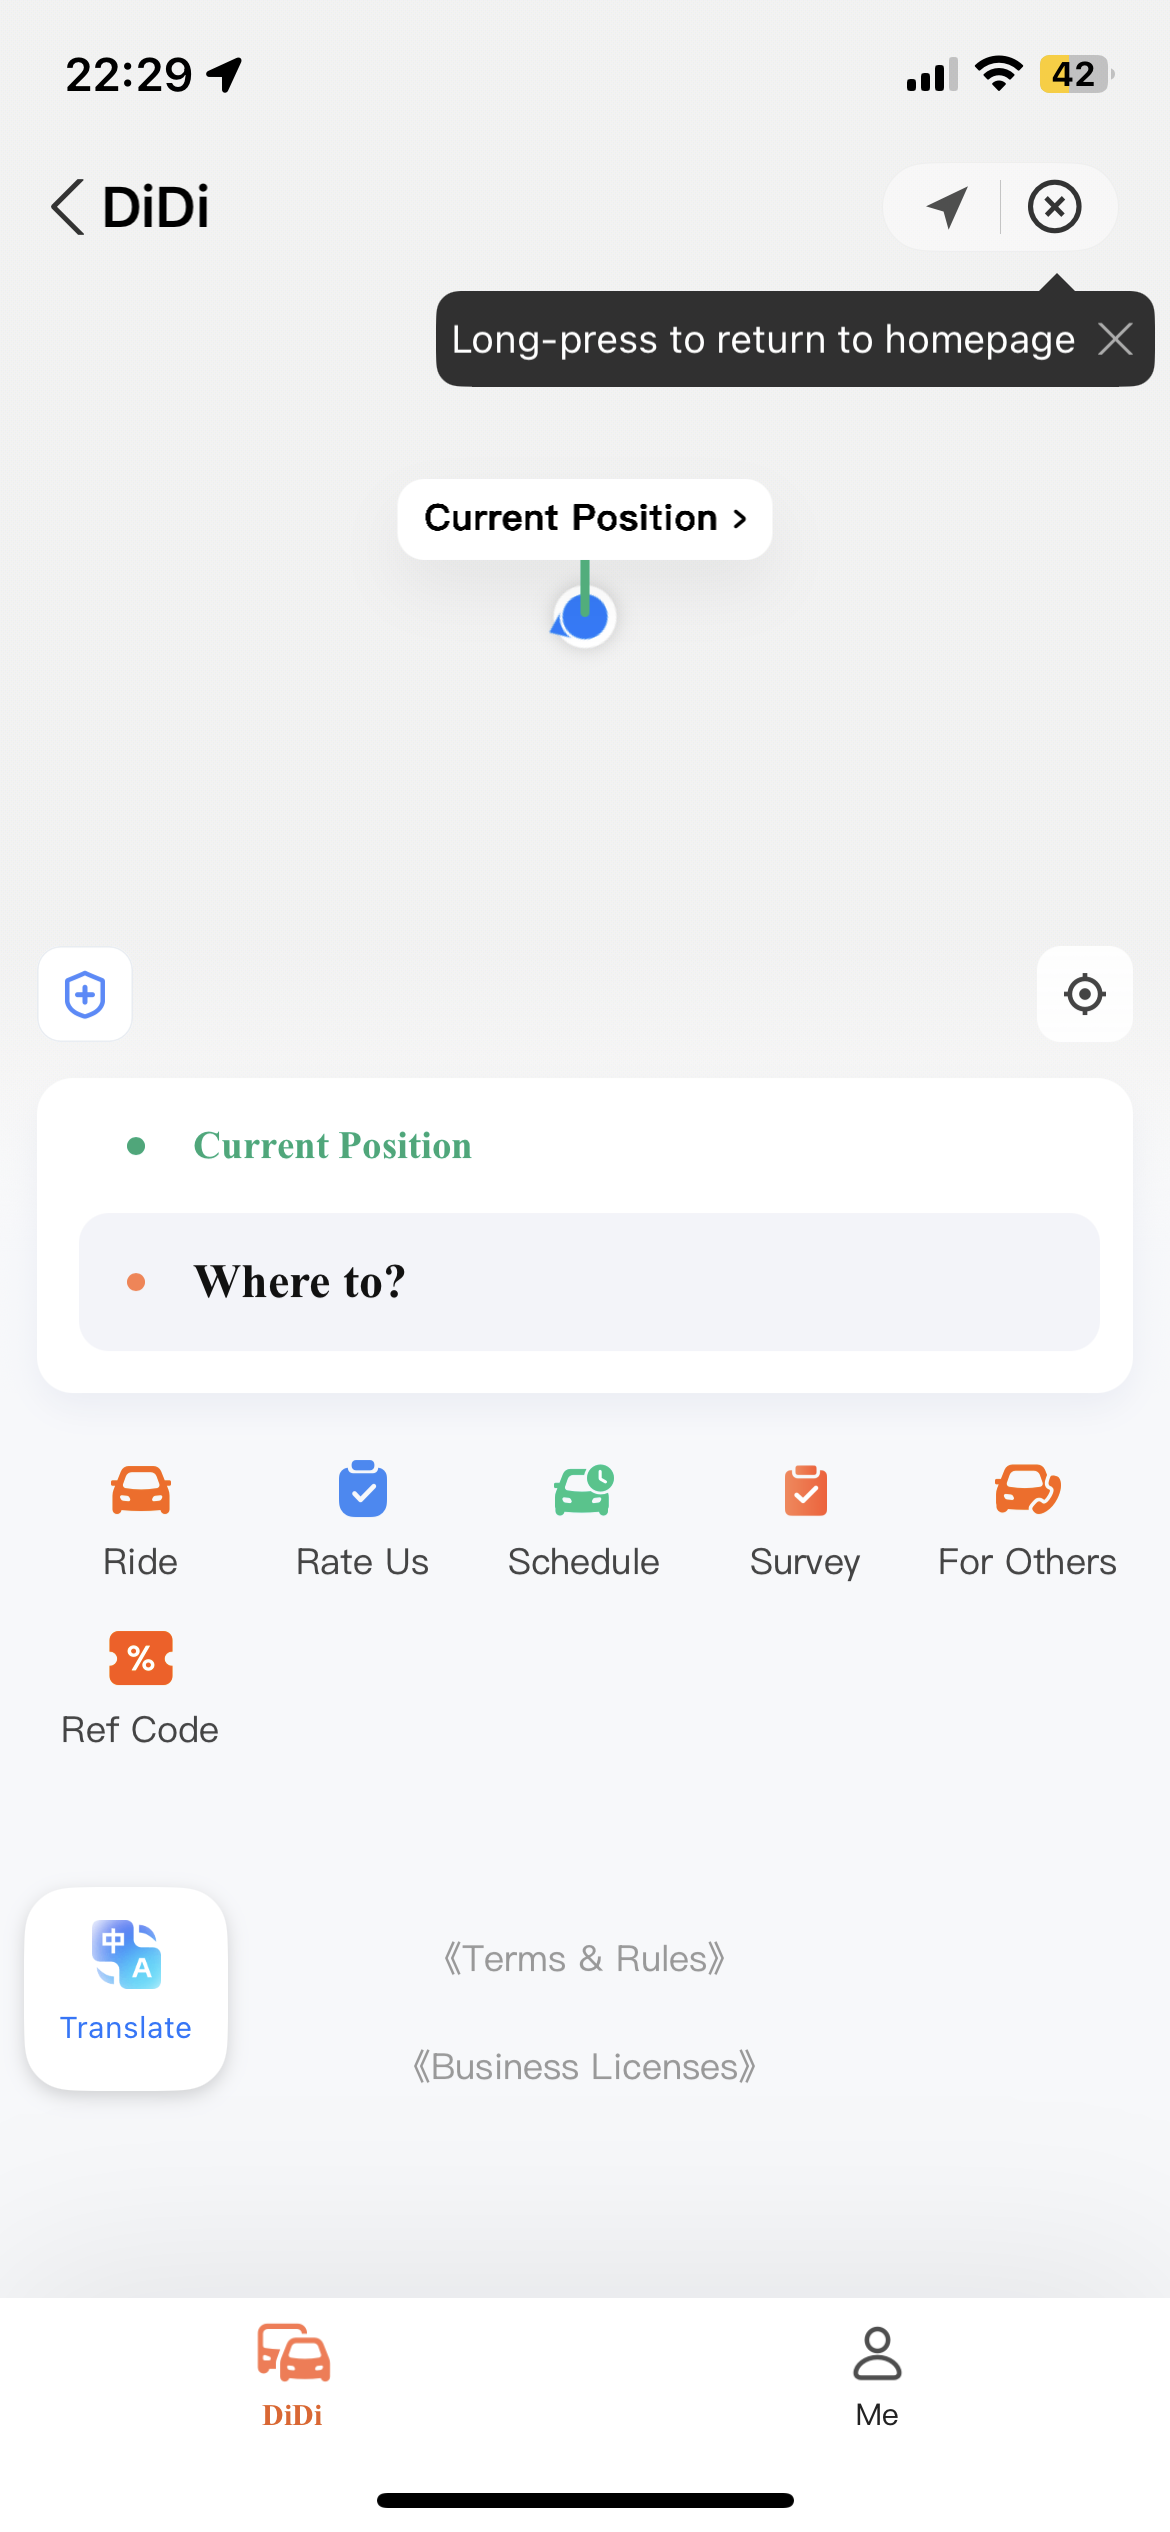 22:29
42
DiDi
Long-press to return to homepage
Current Position
Current Position
Where to?
Ride
Rate Us
Schedule
Survey
For Others
%
Ref Code
中
A
Translate
《Terms & Rules》
《Business Licenses》
DiDi
Me